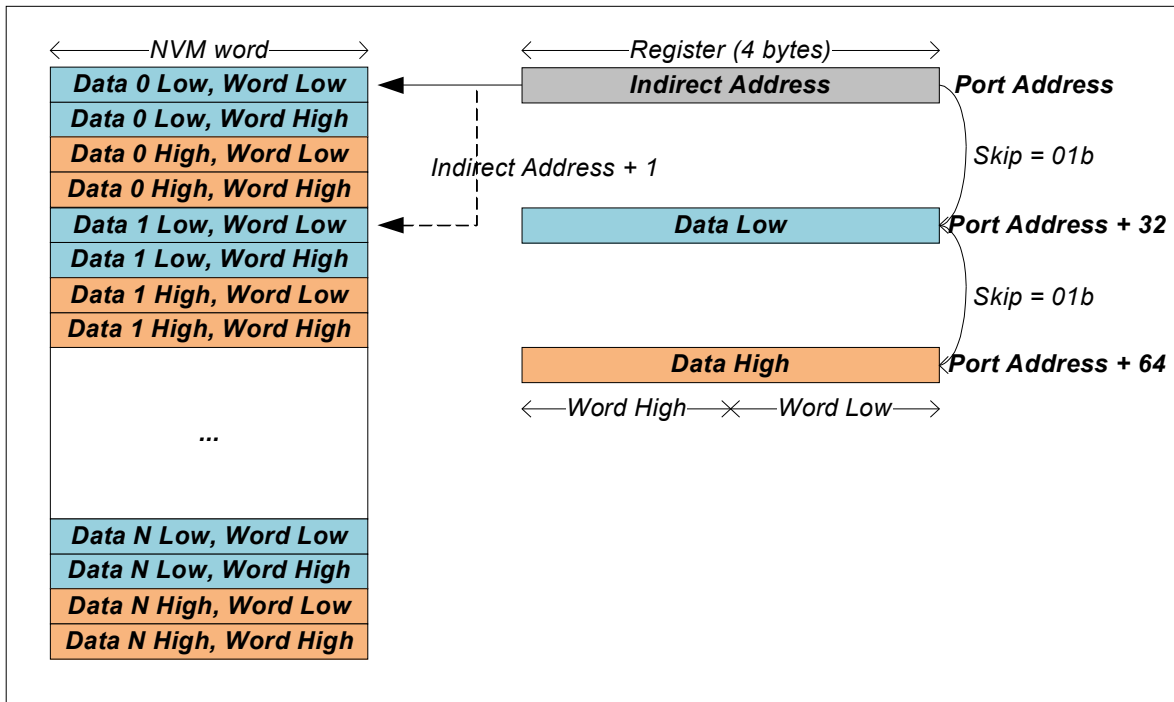 NVM word
Data 0 Low, Word Low
Data 0 Low, Word High
Data 0 High, Word Low
Data 0 High, Word High
Data 1 Low, Word Low
Data 1 Low, Word High
Data 1 High, Word Low
Data 1 High, Word High
...
Data N Low, Word Low
Data N Low, Word High
Data N High, Word Low
Data N High, Word High
Indirect Address + 1
Register (4 bytes)
Indirect Address
Port Address
Skip = 01b
Data Low
Port Address + 32
Skip = 01b
Data High
Port Address + 64
Word High
Word Low